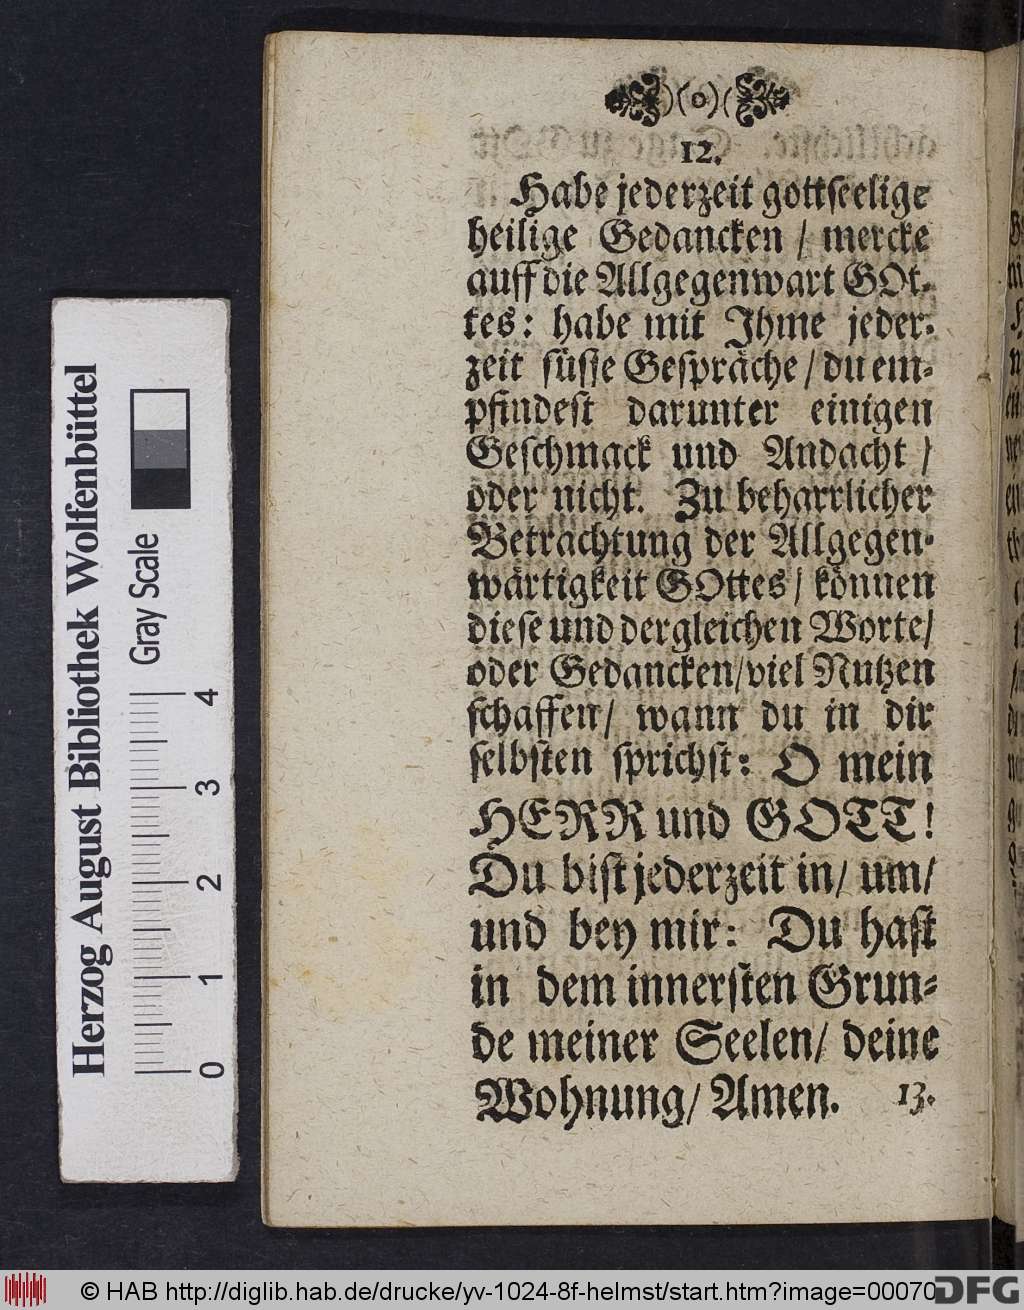 )(o)(
12.
Habe jederzeit gottseelige
heilige Gedancken / mercke
auff die Allgegenwart GOt-
tes: habe mit Jhme jeder-
zeit süsse Gespräche / du em-
pfindest darunter einigen
Geschmack und Andacht /
oder nicht. Zu beharrlicher
Betrachtung der Allgegen-
wärtigkeit GOttes / können
diese und dergleichen Worte /
oder Gedancken / viel Nutzen
schaffen / wann du in dir
selbsten sprichst: O mein
HERR und GOTT!
Du bist jederzeit in / um /
und bey mir: Du hast
in dem innersten Grun-
de meiner Seelen / deine
Wohnung / Amen.
13.
Herzog August Bibliothek Wolfenbüttel
Gray Scale
0 1 2 3 4
© HAB http://diglib.hab.de/drucke/yv-1024-8f-helmst/start.htm?image=00070
DFG